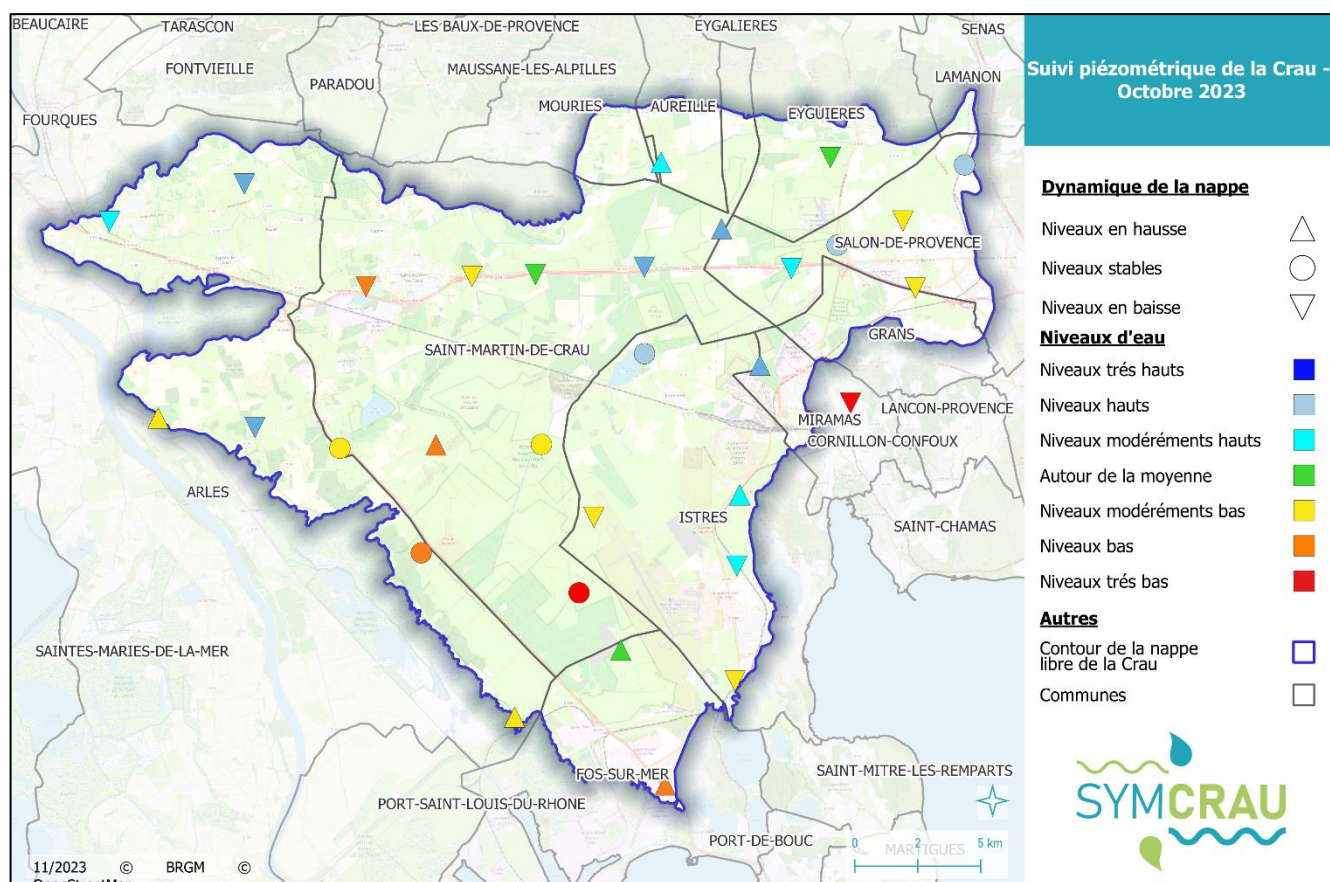 BEAUCAIRE
TARASCON
LES BAUX-DE-PROVENCE
EYGALIERES
SENAS
FONTVIEILLE
PARADOU
MAUSSANE-LES-ALPILLES
LAMANON
MOURIES
AUREILLE
EYGUIERES
FOURQUES
SALON-DE-PROVENCE
GRANS
SAINT-MARTIN-DE-CRAU
MIRAMAS
LANCON-PROVENCE
CORNILLON-CONFOUX
ARLES
ISTRES
SAINT-CHAMAS
SAINTES-MARIES-DE-LA-MER
FOS-SUR-MER
SAINT-MITRE-LES-REMPARTS
PORT-SAINT-LOUIS-DU-RHONE
PORT-DE-BOUC
MARTIGUES
0 2 5 km
11/2023 © BRGM ©
Suivi piézométrique de la Crau -
Octobre 2023
Dynamique de la nappe
Niveaux en hausse
Niveaux stables
Niveaux en baisse
Niveaux d'eau
Niveaux trés hauts
Niveaux hauts
Niveaux modéréments hauts
Autour de la moyenne
Niveaux modéréments bas
Niveaux bas
Niveaux trés bas
Autres
Contour de la nappe
libre de la Crau
Communes
SYMCRAU